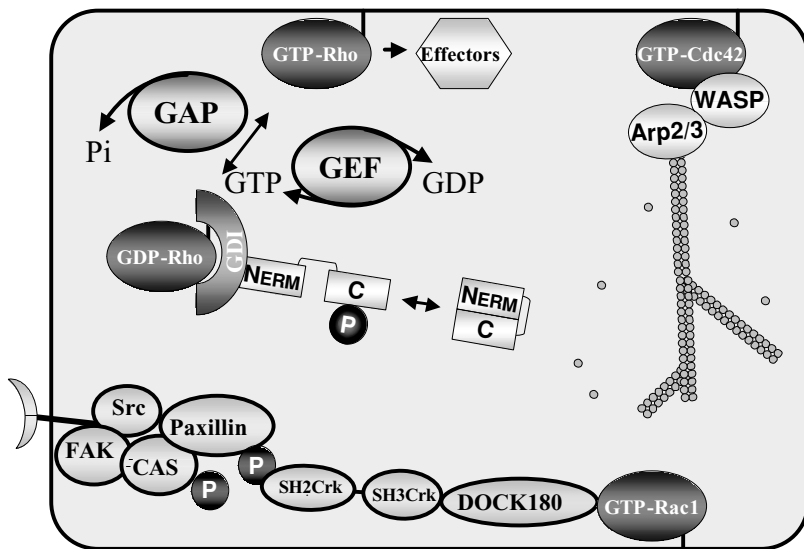 GTP-Rho
Effectors
GTP-Cdc42
WASP
Arp2/3
GAP
Pi
GTP
GEF
GDP
GDP-Rho
GDI
NERM
C
P
NERM
C
Src
Paxillin
FAK
-CAS
P
P
SH2Crk
SH3Crk
DOCK180
GTP-Rac1